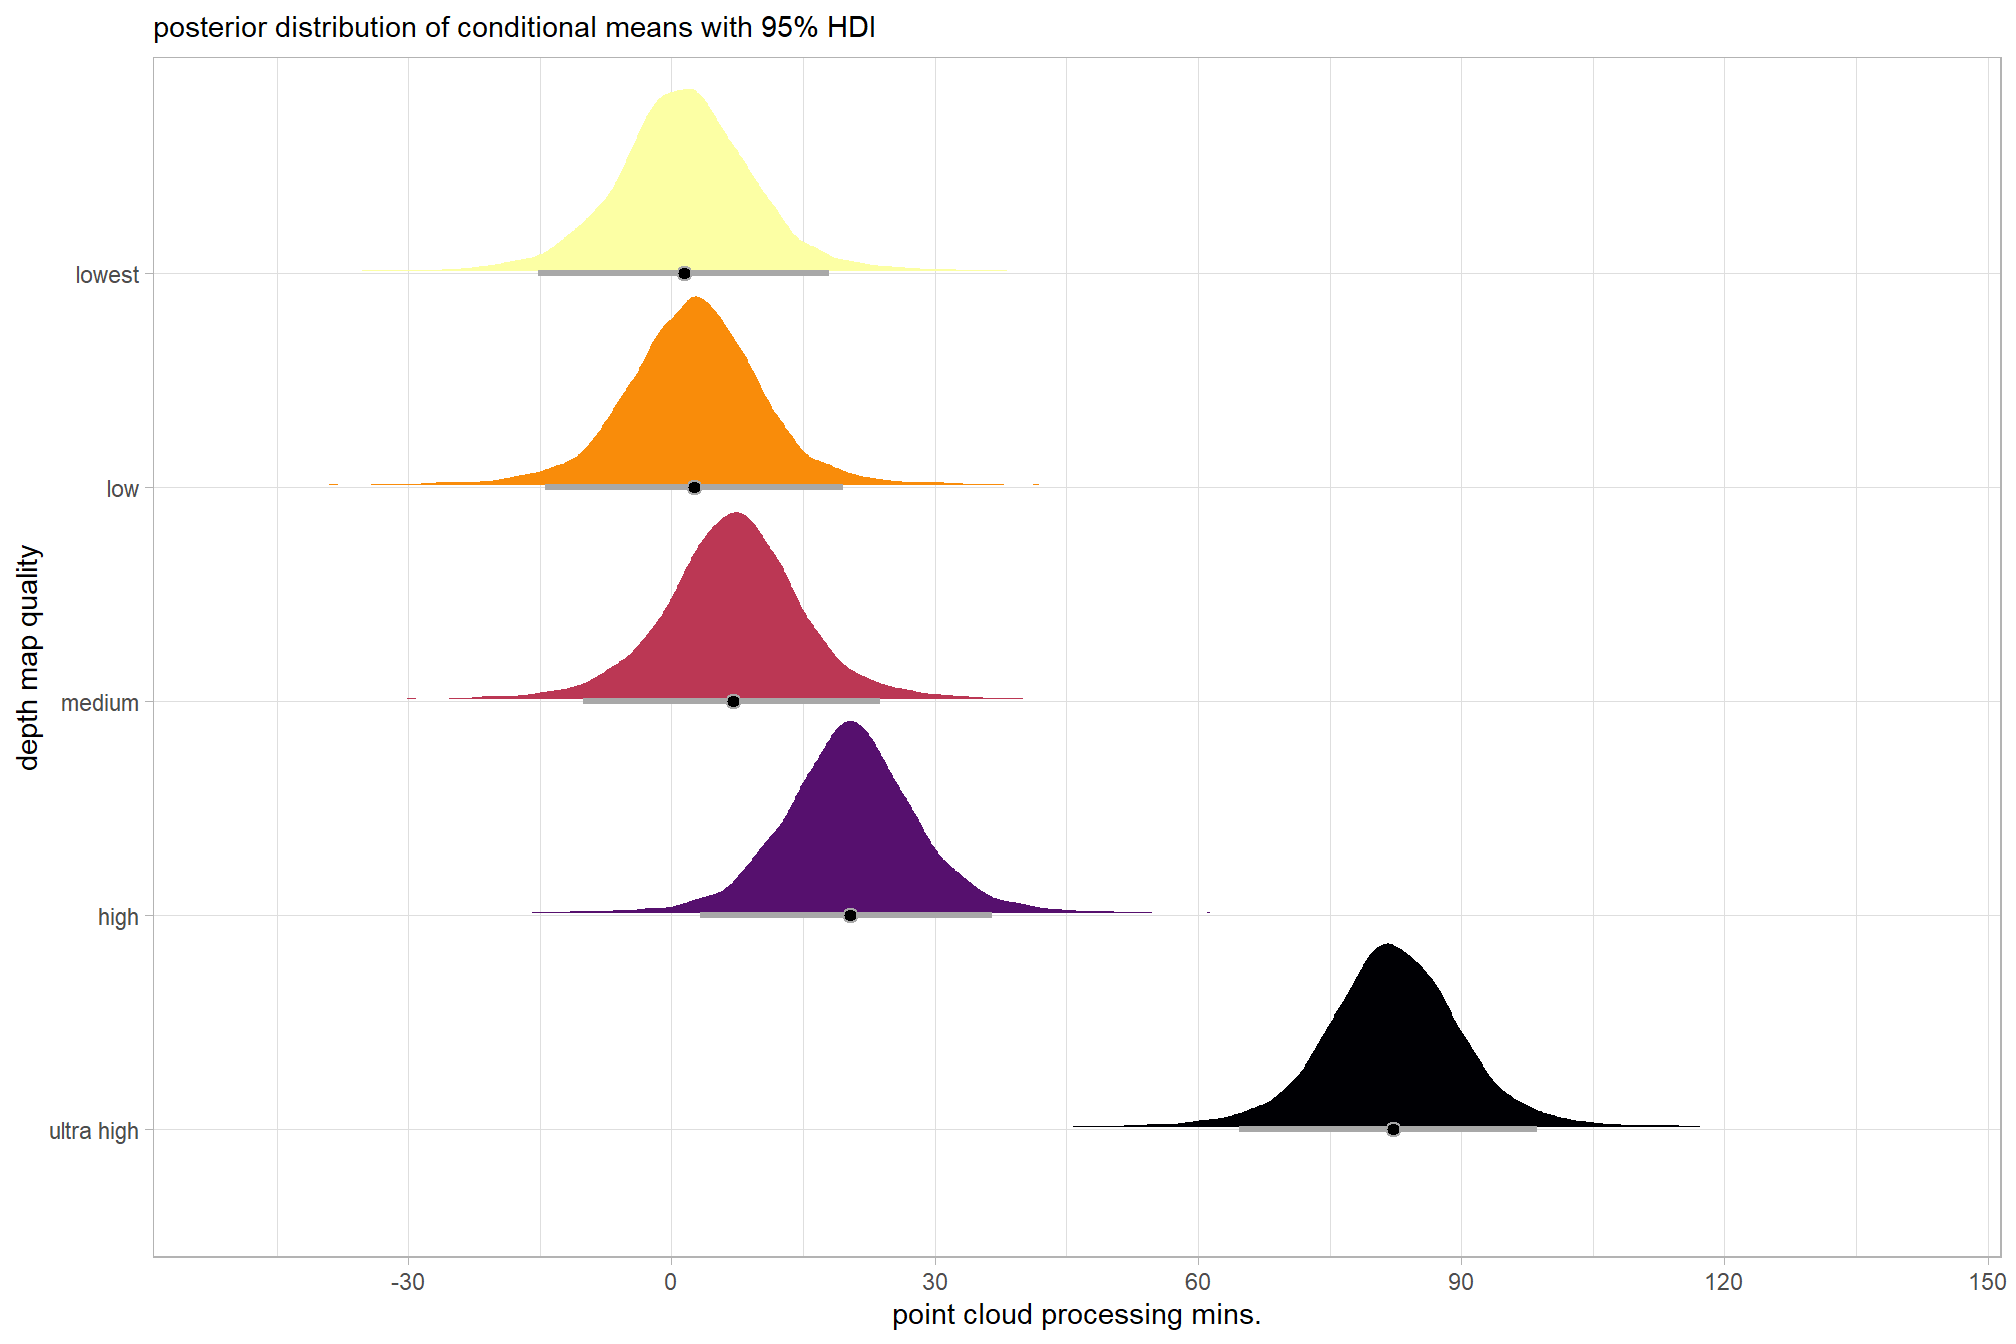 posterior distribution of conditional means with 95% HDI
depth map quality
lowest
low
medium
high
ultra high
-30 0 30 60 90 120 150
point cloud processing mins.